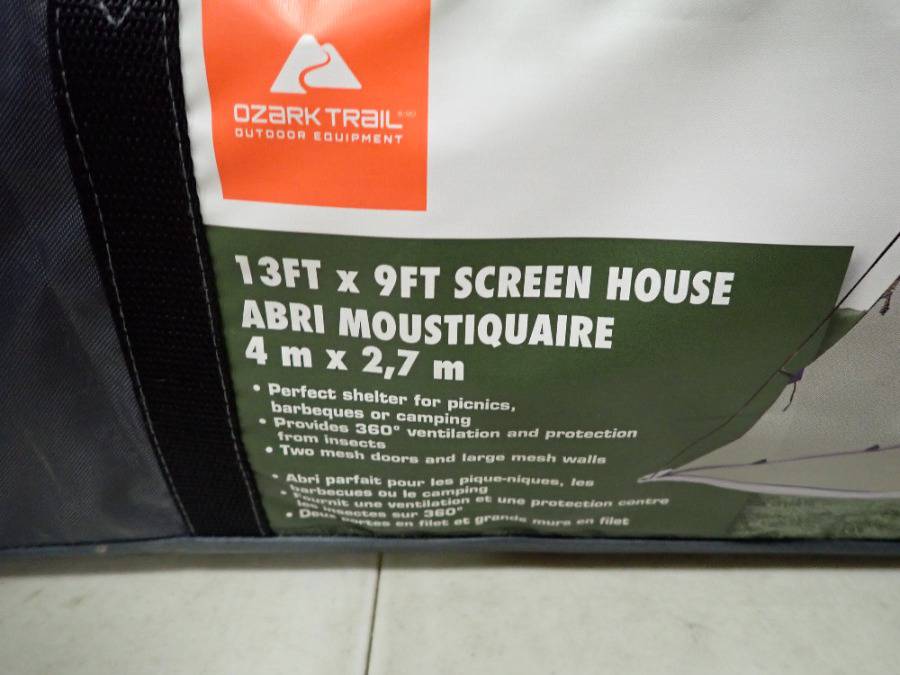 OZARK TRAIL
OUTDOOR EQUIPMENT
13FT x 9FT SCREEN HOUSE
ABRI MOUSTIQUAIRE
4 m x 2,7 m
• Perfect shelter for picnics,
barbeques or camping
• Provides 360° ventilation and protection
from insects
• Two mesh doors and large mesh walls
• Abri parfait pour les pique-niques, les
barbecues ou le camping
• Fournit une ventilation et une protection contre
les insectes sur 360°
• Deux portes en filet et grands murs en filet